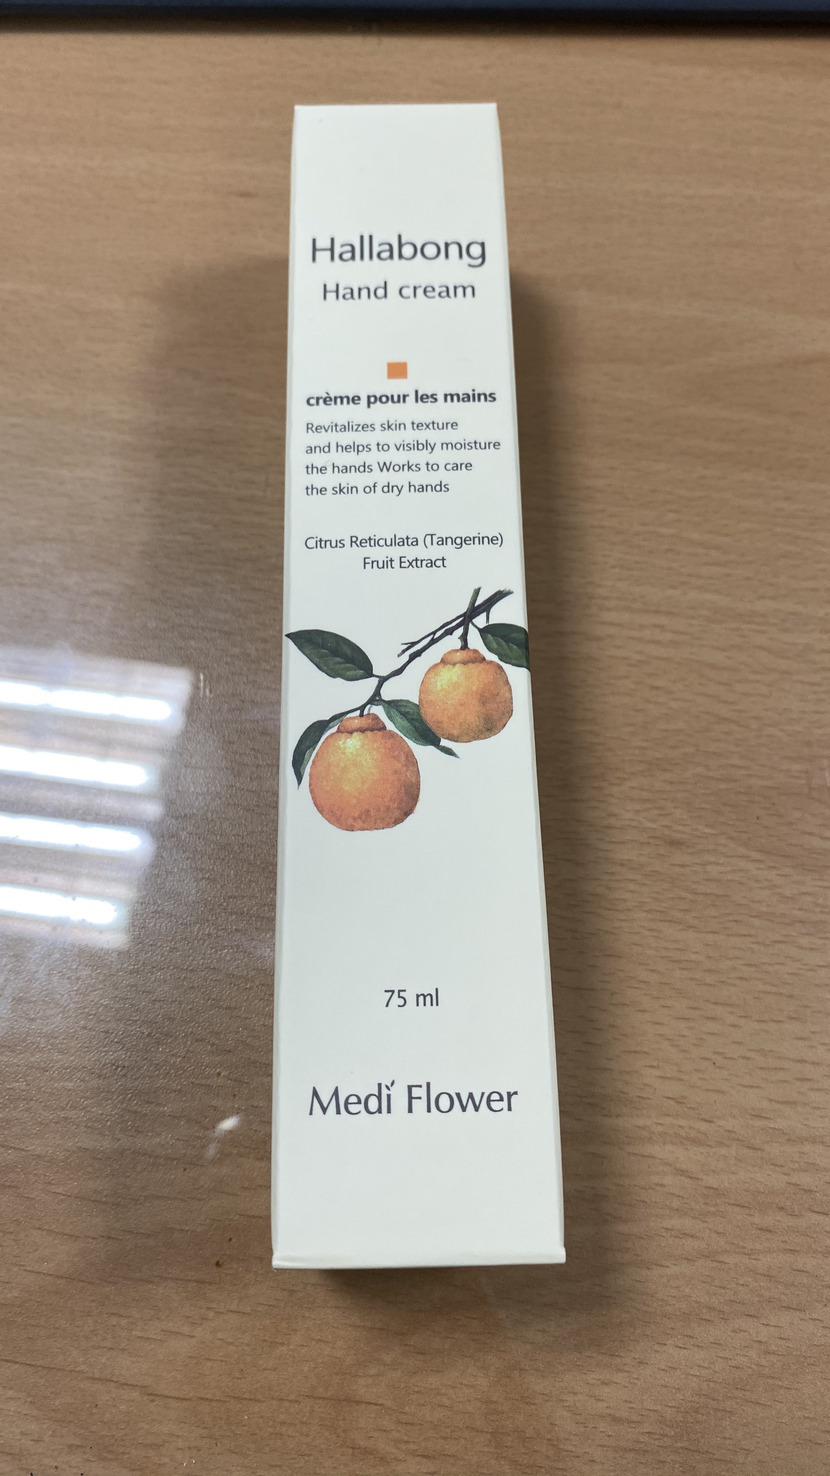 Hallabong
Hand cream
crème pour les mains
Revitalizes skin texture
and helps to visibly moisture
the hands Works to care
the skin of dry hands
Citrus Reticulata (Tangerine)
Fruit Extract
75 ml
Medi Flower